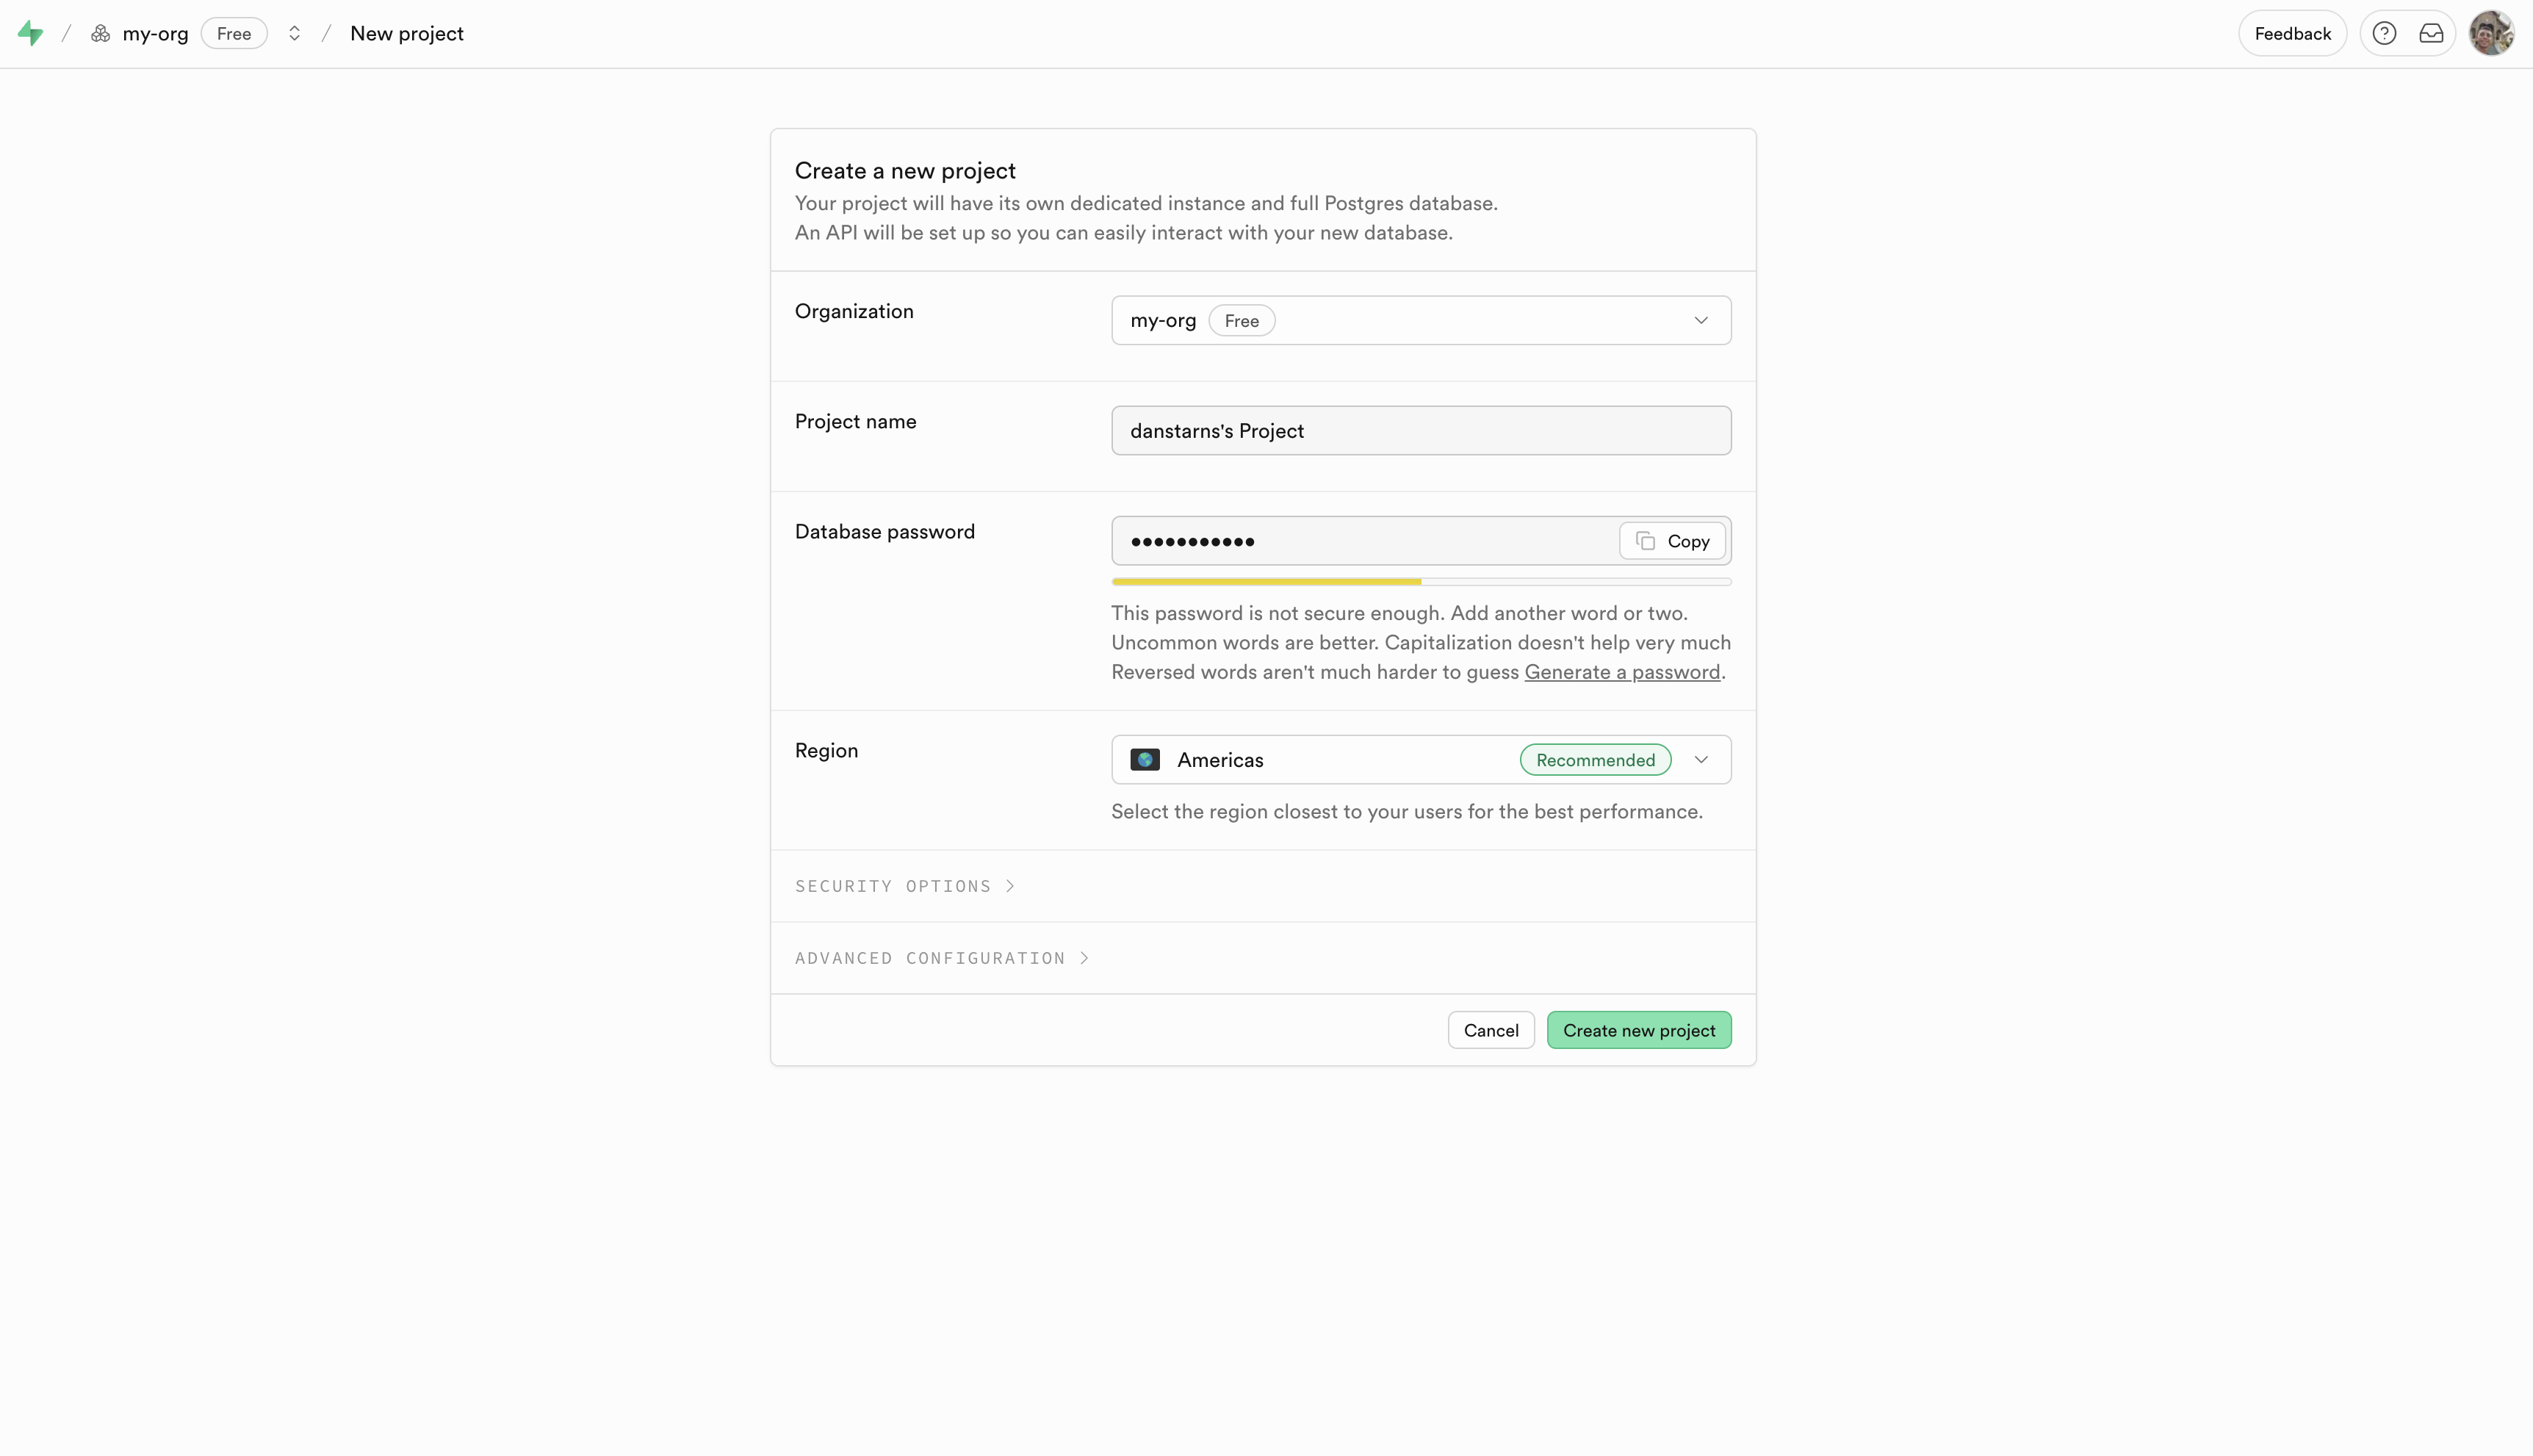 / my-org Free / New project Feedback
Create a new project
Your project will have its own dedicated instance and full Postgres database.
An API will be set up so you can easily interact with your new database.
Organization
my-org Free
Project name
danstarns's Project
Database password
••••••••••• Copy
This password is not secure enough. Add another word or two.
Uncommon words are better. Capitalization doesn't help very much
Reversed words aren't much harder to guess Generate a password.
Region
Americas Recommended
Select the region closest to your users for the best performance.
SECURITY OPTIONS
ADVANCED CONFIGURATION
Cancel Create new project